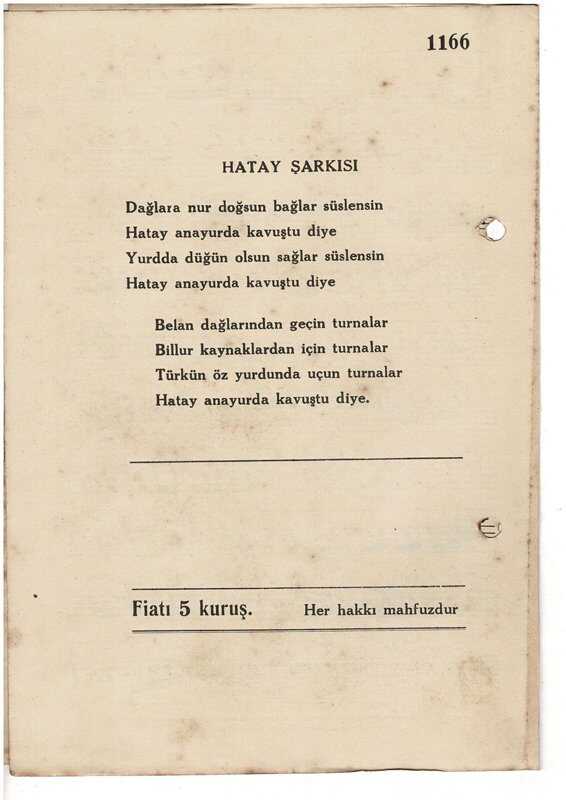 1166
HATAY ŞARKISI
Dağlara nur doğsun bağlar süslensin
Hatay anayurda kavuştu diye
Yurdda düğün olsun sağlar süslensin
Hatay anayurda kavuştu diye
Belan dağlarından geçin turnalar
Billur kaynaklardan için turnalar
Türkün öz yurdunda uçun turnalar
Hatay anayurda kavuştu diye.
Fiatı 5 kuruş. Her hakkı mahfuzdur